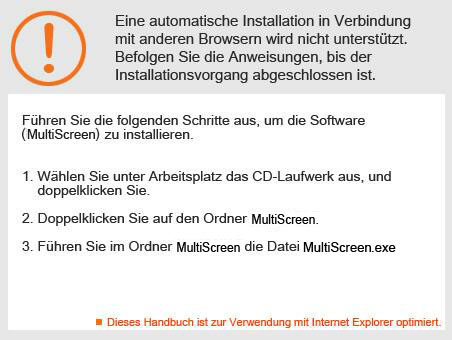 Eine automatische Installation in Verbindung
mit anderen Browsern wird nicht unterstützt.
Befolgen Sie die Anweisungen, bis der
Installationsvorgang abgeschlossen ist.
Führen Sie die folgenden Schritte aus, um die Software
(MultiScreen) zu installieren.
1. Wählen Sie unter Arbeitsplatz das CD-Laufwerk aus, und
doppelklicken Sie.
2. Doppelklicken Sie auf den Ordner MultiScreen.
3. Führen Sie im Ordner MultiScreen die Datei MultiScreen.exe
Dieses Handbuch ist zur Verwendung mit Internet Explorer optimiert.